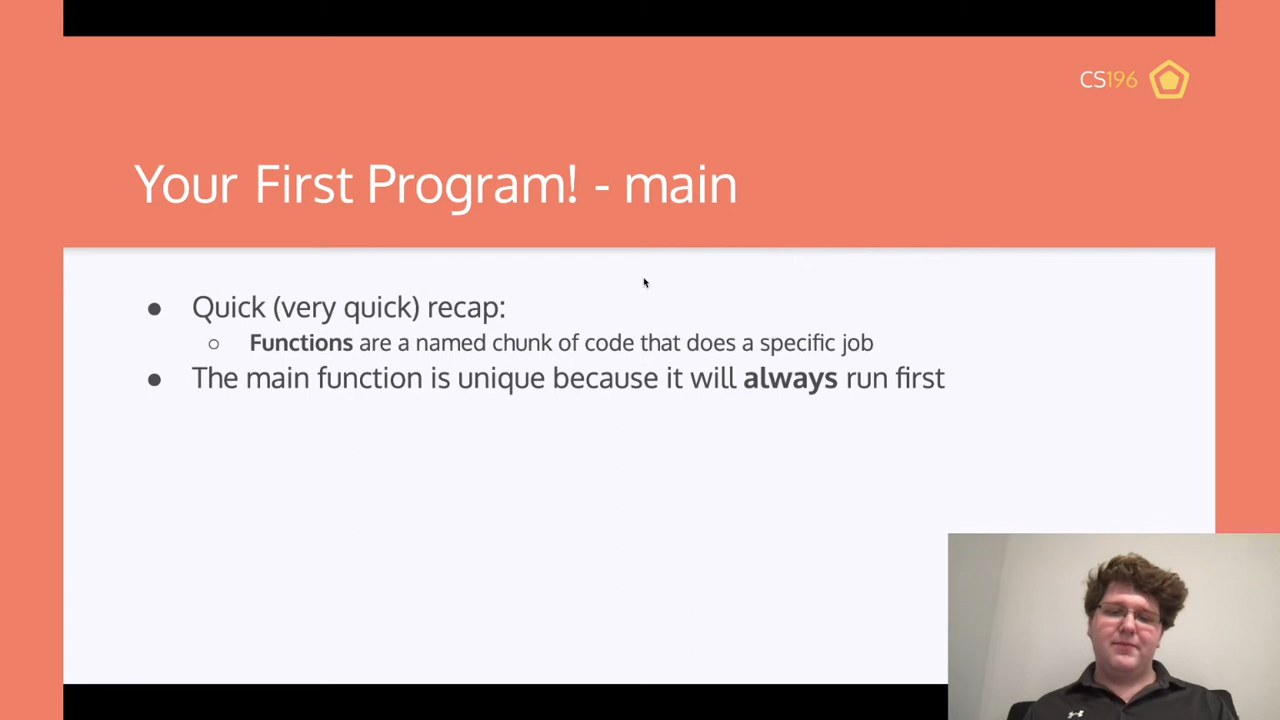 CS196
Your First Program! - main
● Quick (very quick) recap:
○ Functions are a named chunk of code that does a specific job
● The main function is unique because it will always run first